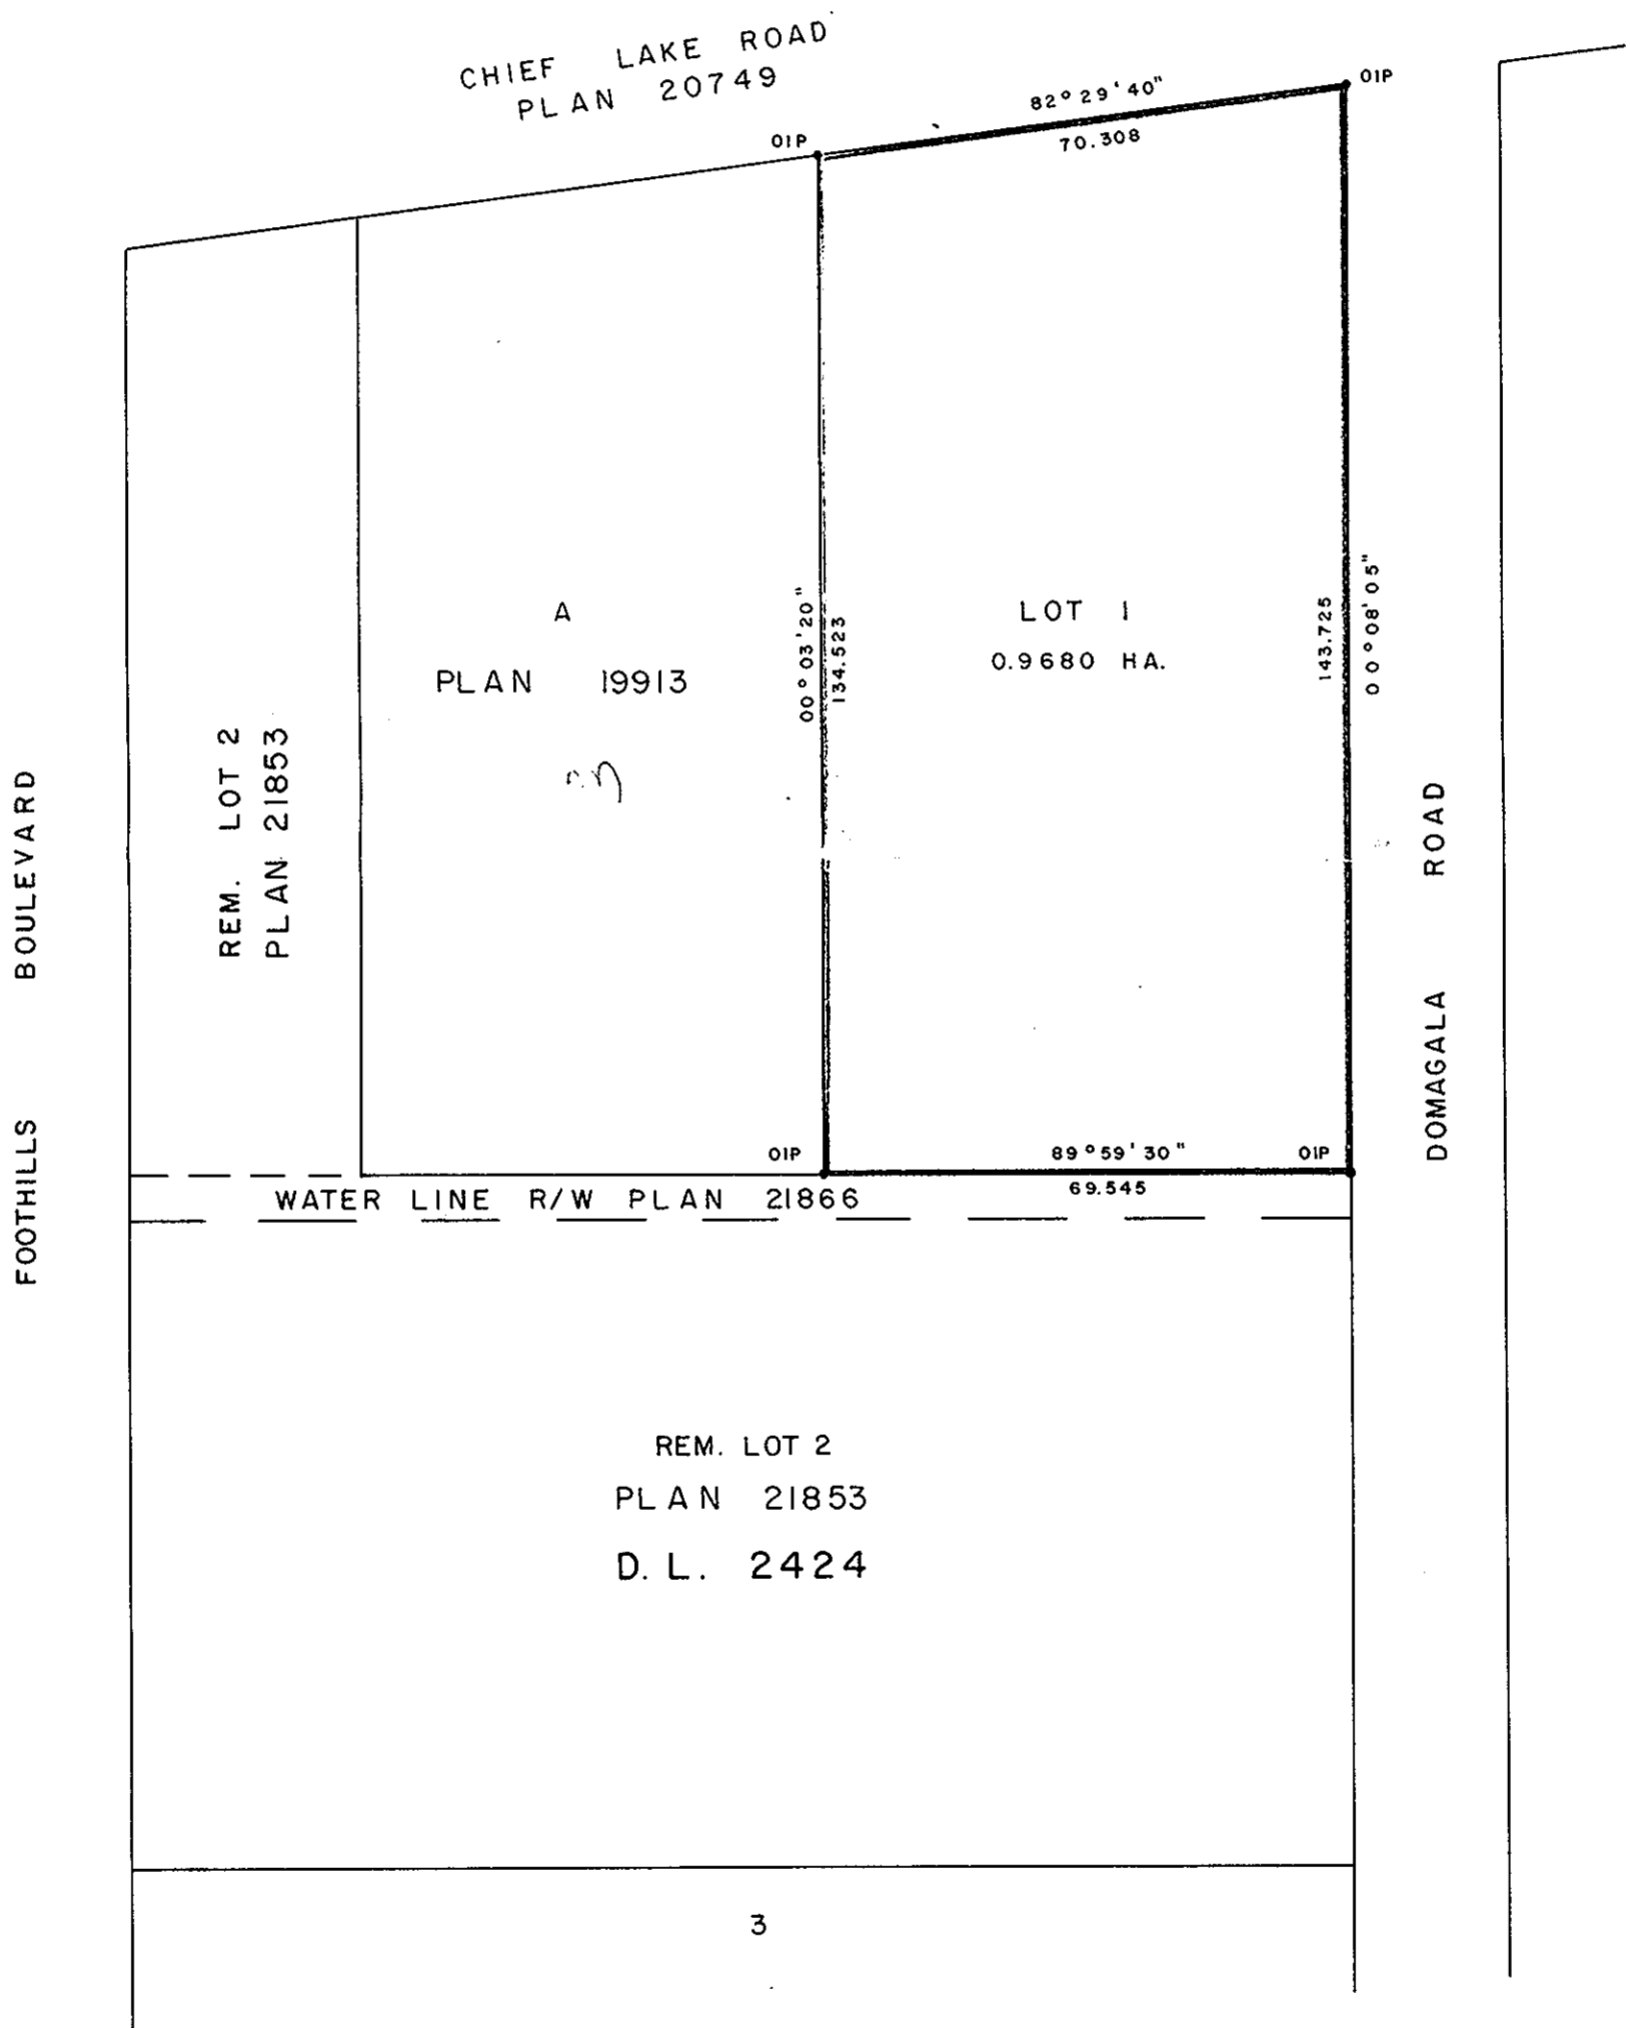 CHIEF LAKE ROAD
PLAN 20749
OIP
82° 29' 40"
70.308
OIP
A
PLAN 19913
00° 03' 20"
134.523
LOT 1
0.9680 HA.
143.725
00° 08' 05"
REM. LOT 2
PLAN 21853
FOOTHILLS BOULEVARD
DOMAGALA ROAD
OIP
89° 59' 30"
OIP
69.545
WATER LINE R/W PLAN 21866
REM. LOT 2
PLAN 21853
D.L. 2424
3